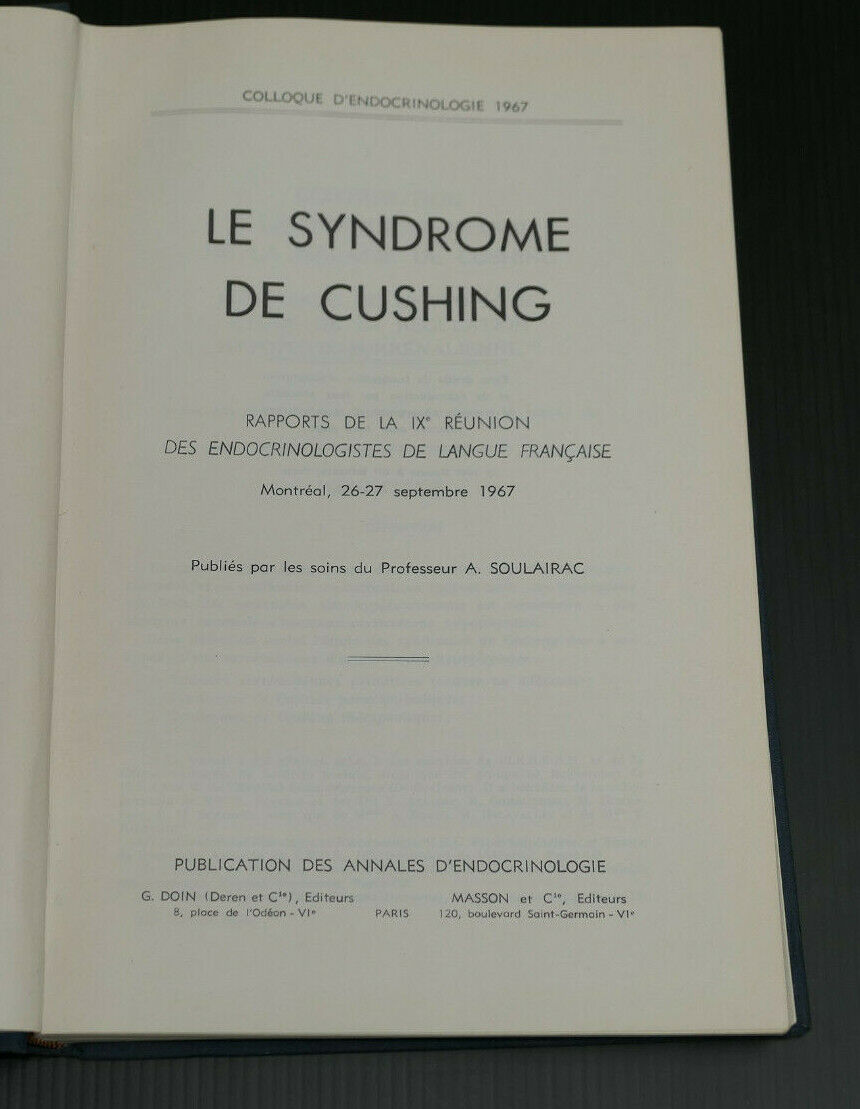 COLLOQUE D'ENDOCRINOLOGIE 1967
LE SYNDROME
DE CUSHING
RAPPORTS DE LA IXe RÉUNION
DES ENDOCRINOLOGISTES DE LANGUE FRANÇAISE
Montréal, 26-27 septembre 1967
Publiés par les soins du Professeur A. SOULAIRAC
PUBLICATION DES ANNALES D'ENDOCRINOLOGIE
G. DOIN (Deren et Cie), Editeurs
8, place de l'Odéon - VIe
PARIS
MASSON et Cie, Editeurs
120, boulevard Saint-Germain - VIe